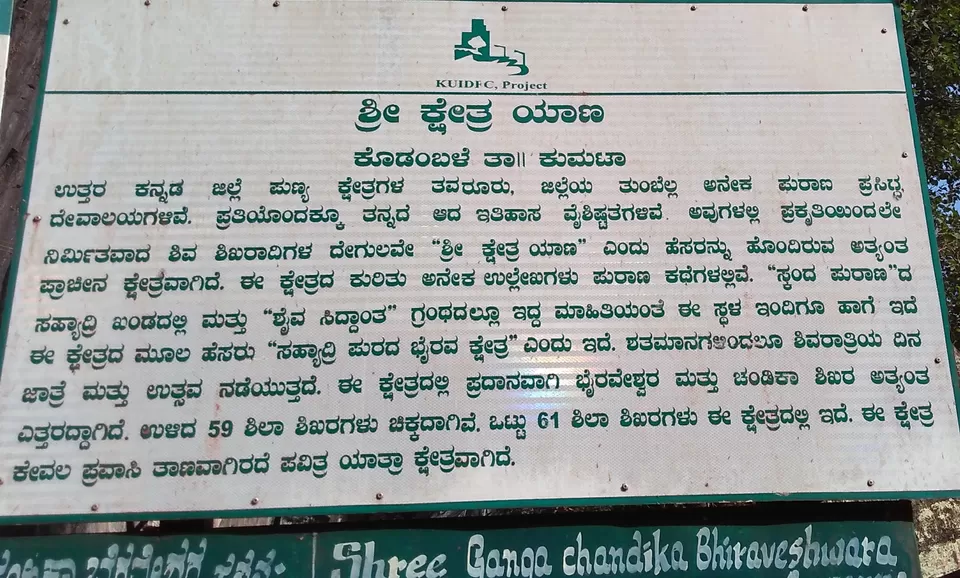 KUIDFC, Project
ಶ್ರೀ ಕ್ಷೇತ್ರ ಯಾಣ
ಕೊಡಂಬಳೆ ತಾ॥ ಕುಮಟಾ
ಉತ್ತರ ಕನ್ನಡ ಜಿಲ್ಲೆ ಪುಣ್ಯ ಕ್ಷೇತ್ರಗಳ ತವರೂರು, ಜಿಲ್ಲೆಯ ತುಂಬೆಲ್ಲ ಅನೇಕ ಪುರಾಣ ಪ್ರಸಿದ್ಧ
ದೇವಾಲಯಗಳಿವೆ. ಪ್ರತಿಯೊಂದಕ್ಕೂ ತನ್ನದ ಆದ ಇತಿಹಾಸ ವೈಶಿಷ್ಟತೆಗಳಿವೆ. ಅವುಗಳಲ್ಲಿ ಪ್ರಕೃತಿಯಿಂದಲೇ
ನಿರ್ಮಿತವಾದ ಶಿವ ಶಿಖರಾದಿಗಳ ದೇಗುಲವೇ “ಶ್ರೀ ಕ್ಷೇತ್ರ ಯಾಣ” ಎಂದು ಹೆಸರನ್ನು ಹೊಂದಿರುವ ಅತ್ಯಂತ
ಪ್ರಾಚೀನ ಕ್ಷೇತ್ರವಾಗಿದೆ. ಈ ಕ್ಷೇತ್ರದ ಕುರಿತು ಅನೇಕ ಉಲ್ಲೇಖಗಳು ಪುರಾಣ ಕಥೆಗಳಲ್ಲಿವೆ. “ಸ್ಕಂದ ಪುರಾಣ”ದ
ಸಹ್ಯಾದ್ರಿ ಖಂಡದಲ್ಲಿ ಮತ್ತು “ಶೈವ ಸಿದ್ದಾಂತ” ಗ್ರಂಥದಲ್ಲೂ ಇದ್ದ ಮಾಹಿತಿಯಂತೆ ಈ ಸ್ಥಳ ಇಂದಿಗೂ ಹಾಗೆ ಇದೆ
ಈ ಕ್ಷೇತ್ರದ ಮೂಲ ಹೆಸರು “ಸಹ್ಯಾದ್ರಿ ಪುರದ ಭೈರವ ಕ್ಷೇತ್ರ” ಎಂದು ಇದೆ. ಶತಮಾನಗಳಿಂದಲೂ ಶಿವರಾತ್ರಿಯ ದಿನ
ಜಾತ್ರೆ ಮತ್ತು ಉತ್ಸವ ನಡೆಯುತ್ತದೆ. ಈ ಕ್ಷೇತ್ರದಲ್ಲಿ ಪ್ರದಾನವಾಗಿ ಭೈರವೇಶ್ವರ ಮತ್ತು ಚಂಡಿಕಾ ಶಿಖರ ಅತ್ಯಂತ
ಎತ್ತರದ್ದಾಗಿದೆ. ಉಳಿದ 59 ಶಿಲಾ ಶಿಖರಗಳು ಚಿಕ್ಕದಾಗಿವೆ. ಒಟ್ಟು 61 ಶಿಲಾ ಶಿಖರಗಳು ಈ ಕ್ಷೇತ್ರದಲ್ಲಿ ಇದೆ. ಈ ಕ್ಷೇತ್ರ
ಕೇವಲ ಪ್ರವಾಸಿ ತಾಣವಾಗಿರದೆ ಪವಿತ್ರ ಯಾತ್ರಾ ಕ್ಷೇತ್ರವಾಗಿದೆ.
Shree Ganga chandika Bhiraveshwara